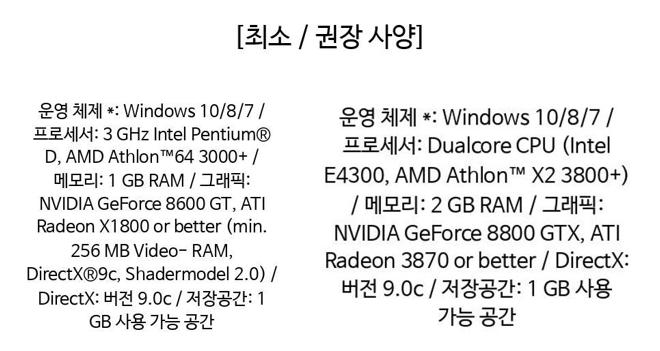 [최소 / 권장 사양]
운영 체제 *: Windows 10/8/7 /
프로세서: 3 GHz Intel Pentium®
D, AMD Athlon™64 3000+ /
메모리: 1 GB RAM / 그래픽:
NVIDIA GeForce 8600 GT, ATI
Radeon X1800 or better (min.
256 MB Video- RAM,
DirectX®9c, Shadermodel 2.0) /
DirectX: 버전 9.0c / 저장공간: 1
GB 사용 가능 공간
운영 체제 *: Windows 10/8/7 /
프로세서: Dualcore CPU (Intel
E4300, AMD Athlon™ X2 3800+)
/ 메모리: 2 GB RAM / 그래픽:
NVIDIA GeForce 8800 GTX, ATI
Radeon 3870 or better / DirectX:
버전 9.0c / 저장공간: 1 GB 사용
가능 공간